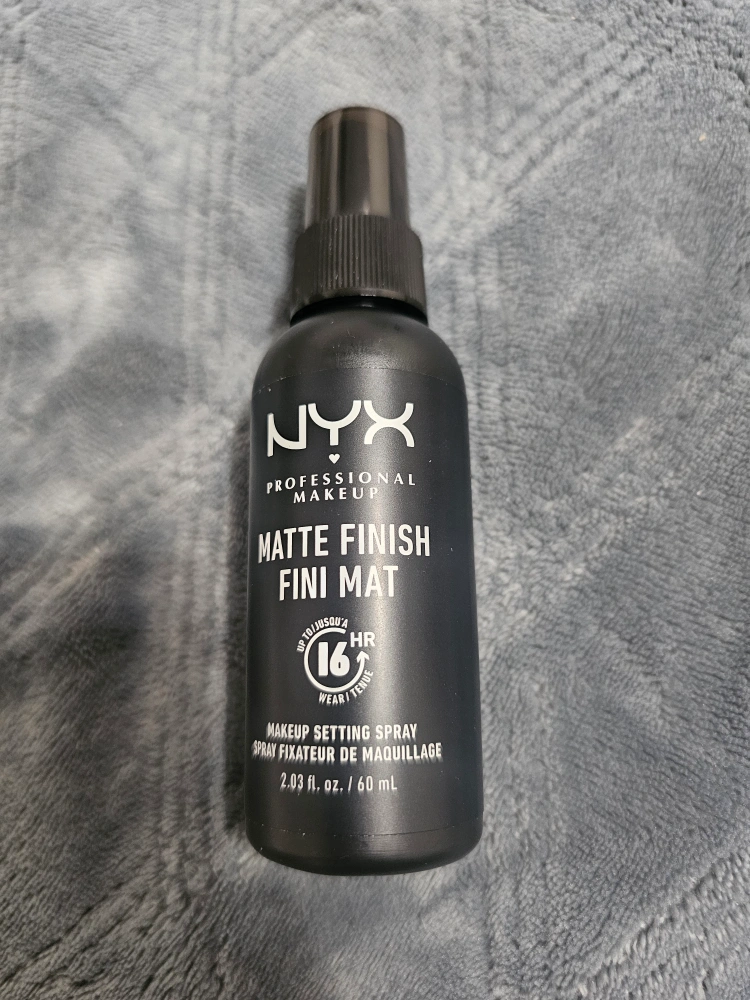 NYX
PROFESSIONAL
MAKEUP
MATTE FINISH
FINI MAT
UP TO / JUSQU'À
16 HR
WEAR / TENUE
MAKEUP SETTING SPRAY
SPRAY FIXATEUR DE MAQUILLAGE
2.03 fl. oz. / 60 mL